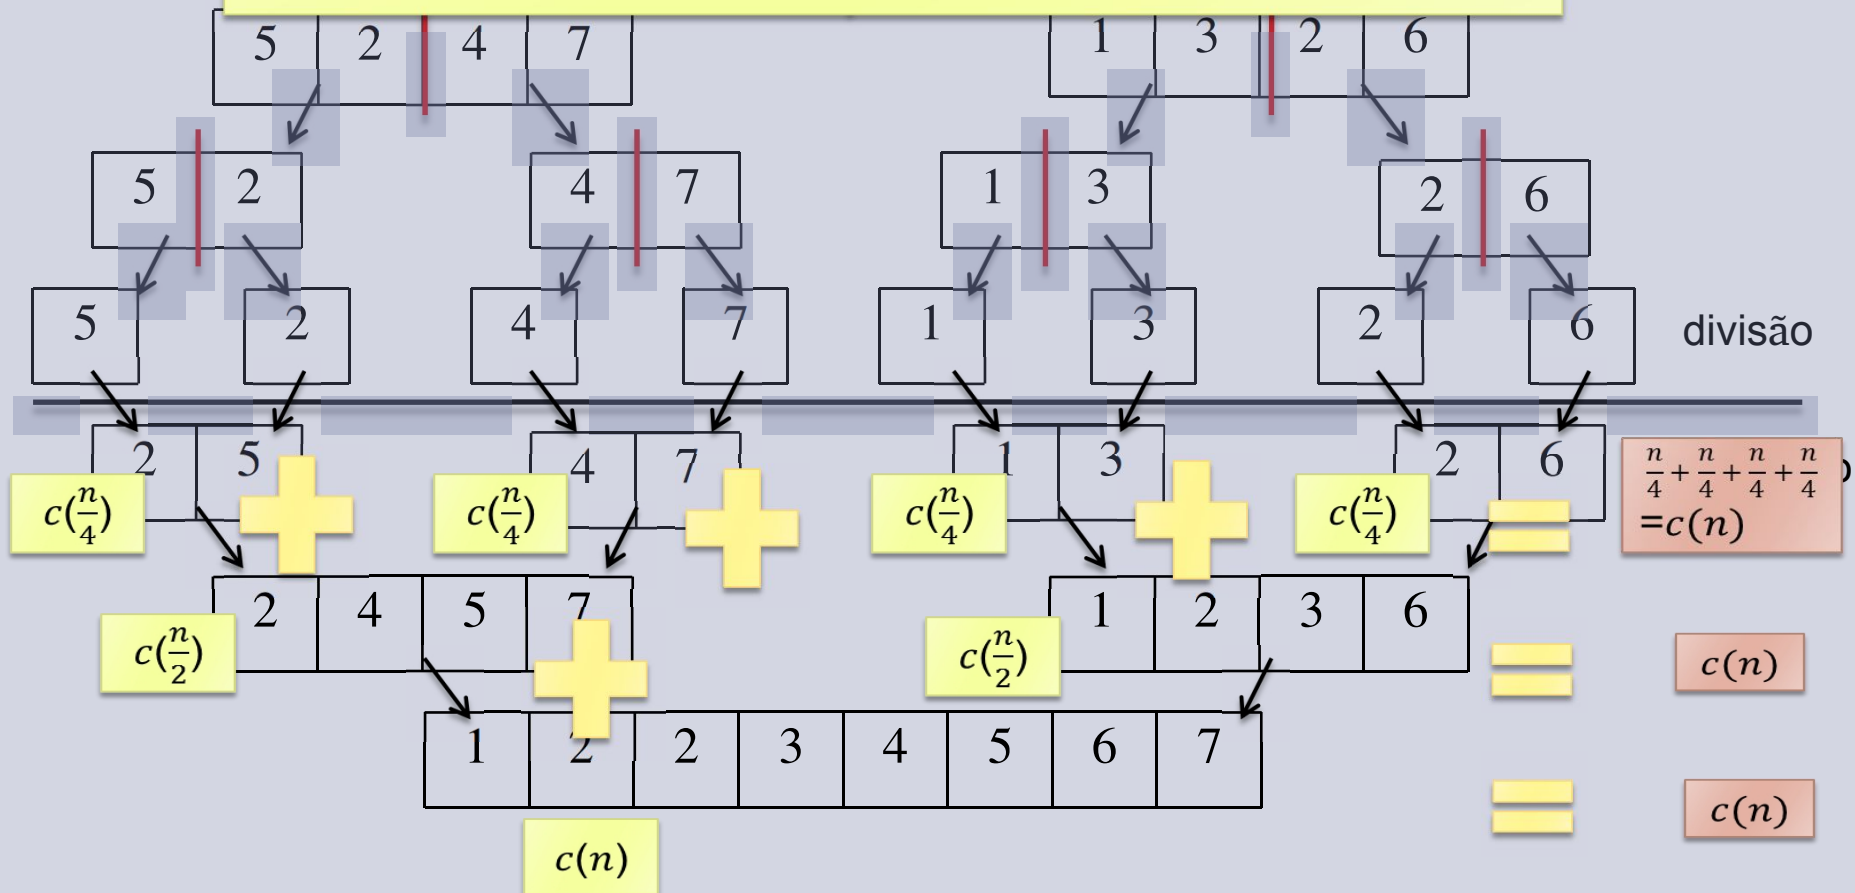 5 2 4 7 1 3 2 6
5 2 4 7 1 3 2 6
5 2 4 7 1 3 2 6 divisão
2 5 4 7 1 3 2 6
c(n/4) c(n/4) c(n/4) c(n/4) n/4 + n/4 + n/4 + n/4
=c(n)
2 4 5 7 1 2 3 6
c(n/2) c(n/2) c(n)
1 2 2 3 4 5 6 7
c(n)
c(n)